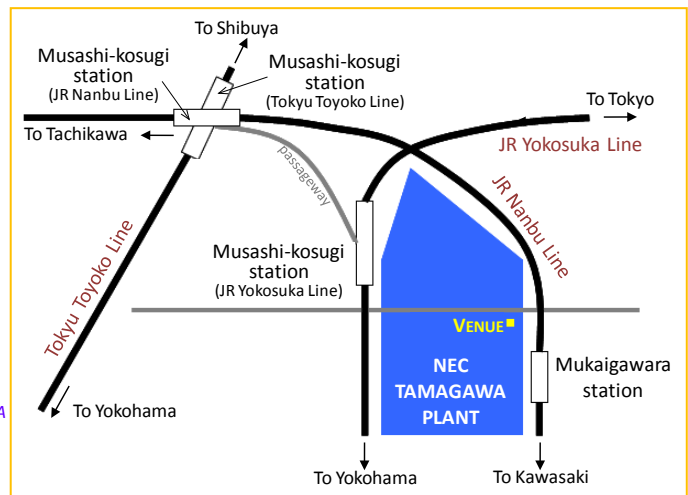 To Shibuya
Musashi-kosugi
station
(JR Nanbu Line)
Musashi-kosugi
station
(Tokyu Toyoko Line)
To Tokyo
To Tachikawa
JR Yokosuka Line
passageway
JR Nanbu Line
Musashi-kosugi
station
(JR Yokosuka Line)
Tokyu Toyoko Line
VENUE
NEC
TAMAGAWA
PLANT
Mukaigawara
station
A
To Yokohama
To Yokohama
To Kawasaki